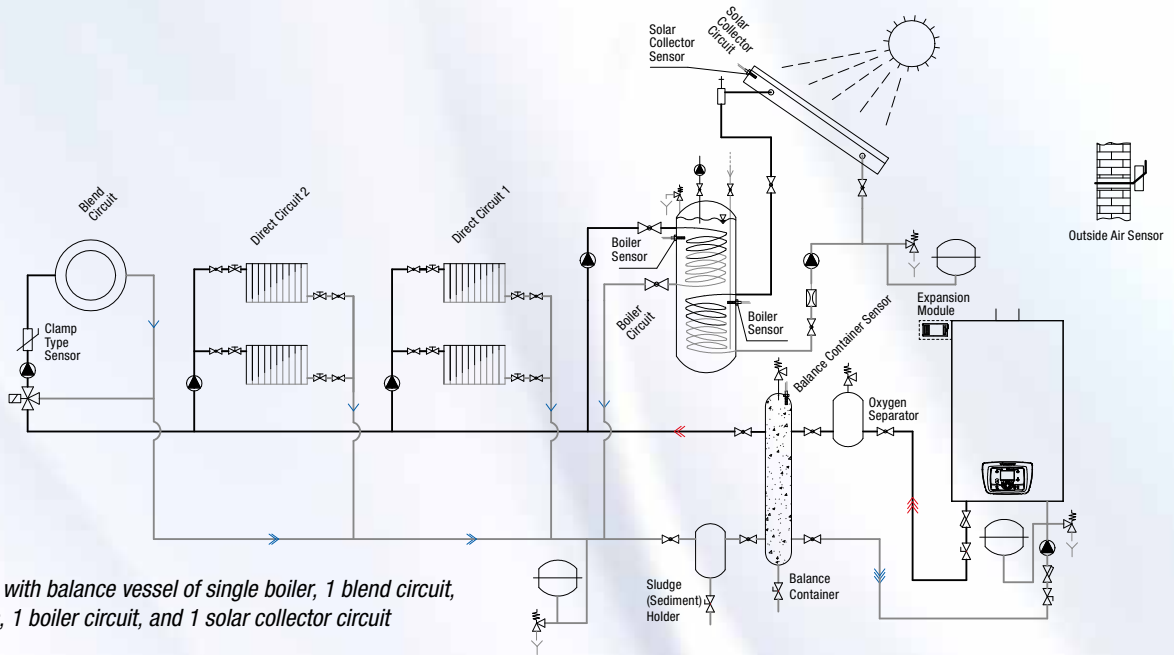 Solar
Collector
Circuit
Solar
Collector
Sensor
Outside Air Sensor
Blend
Circuit
Direct Circuit 2
Direct Circuit 1
Boiler
Sensor
Boiler
Circuit
Boiler
Sensor
Expansion
Module
Clamp
Type
Sensor
Balance Container Sensor
Oxygen
Separator
Sludge
(Sediment)
Holder
Balance
Container
with balance vessel of single boiler, 1 blend circuit,
, 1 boiler circuit, and 1 solar collector circuit